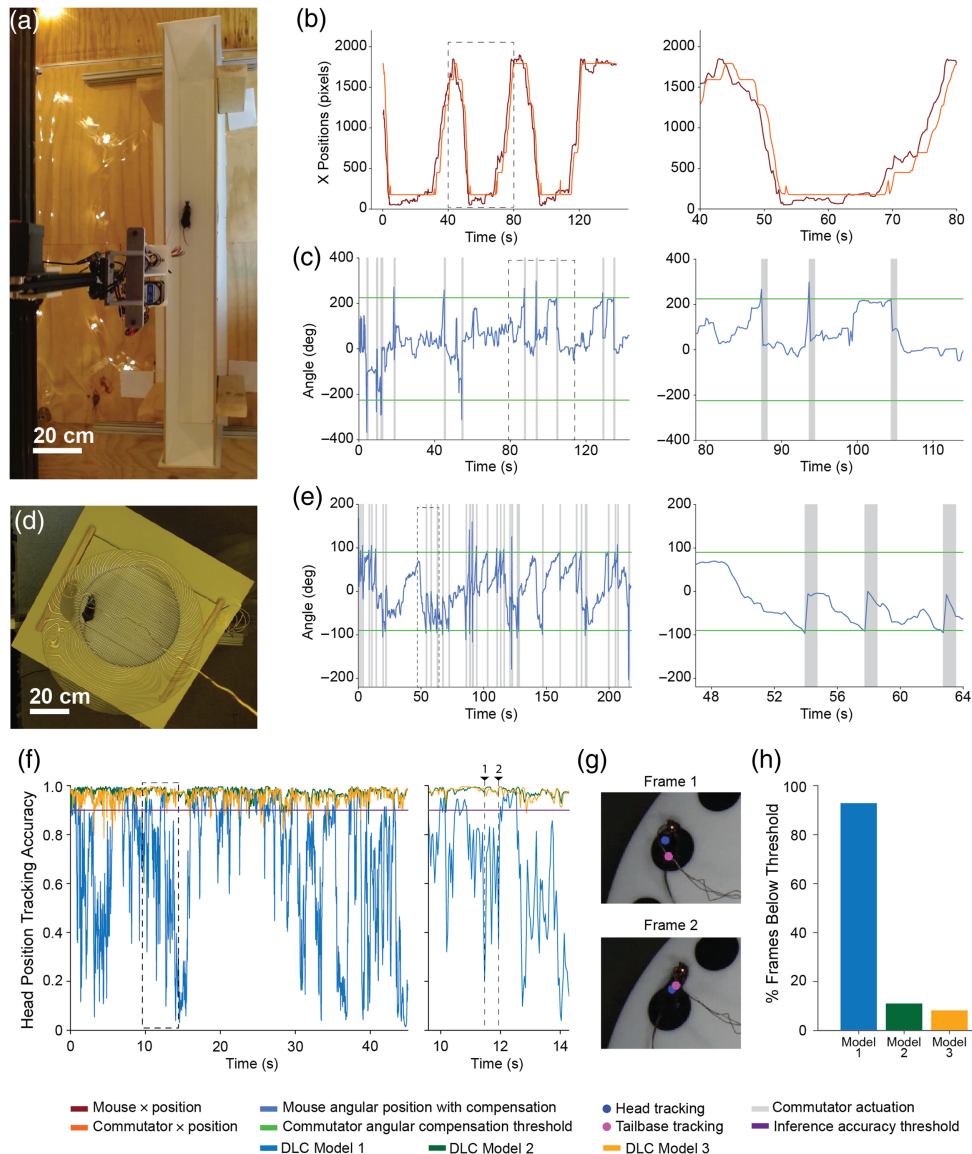 (a)
20 cm
(b)
X Positions (pixels)
2000
1500
1000
500
0
0 40 80 120
Time (s)
2000
1500
1000
500
0
40 50 60 70 80
Time (s)
(c)
Angle (deg)
400
200
0
−200
−400
0 20 40 60 80 100 120
Time (s)
400
200
0
−200
−400
80 90 100 110
Time (s)
(d)
20 cm
(e)
Angle (deg)
200
100
0
−100
−200
0 50 100 150 200
Time (s)
200
100
0
−100
−200
48 52 56 60 64
Time (s)
(f)
Head Position Tracking Accuracy
1.0
0.8
0.6
0.4
0.2
0
0 10 20 30 40
Time (s)
1 2
10 12 14
Time (s)
(g)
Frame 1
Frame 2
(h)
% Frames Below Threshold
100
80
60
40
20
0
Model 1
Model 2
Model 3
Mouse × position
Mouse angular position with compensation
Head tracking
Commutator actuation
Commutator × position
Commutator angular compensation threshold
Tailbase tracking
Inference accuracy threshold
DLC Model 1
DLC Model 2
DLC Model 3